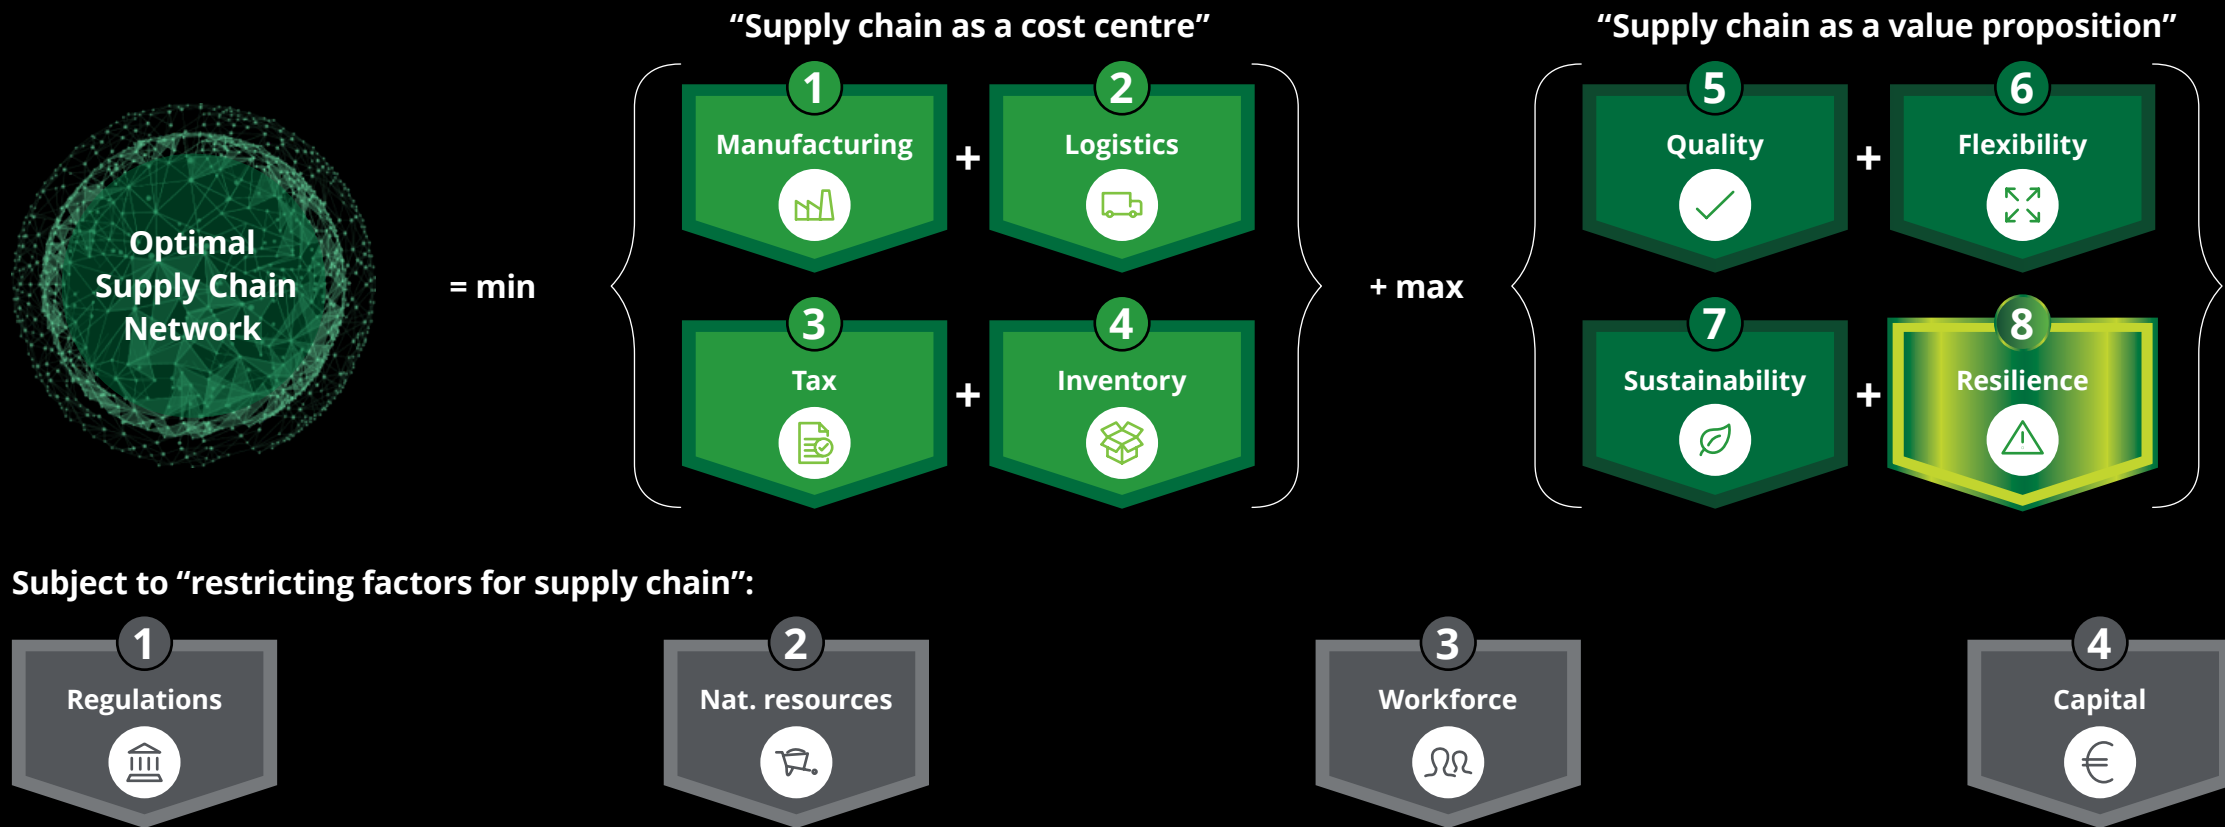 “Supply chain as a cost centre”
“Supply chain as a value proposition”
Optimal
Supply Chain
Network
= min
1
Manufacturing
+
2
Logistics
3
Tax
+
4
Inventory
+ max
5
Quality
+
6
Flexibility
7
Sustainability
+
8
Resilience
Subject to “restricting factors for supply chain”:
1
Regulations
2
Nat. resources
3
Workforce
4
Capital
€